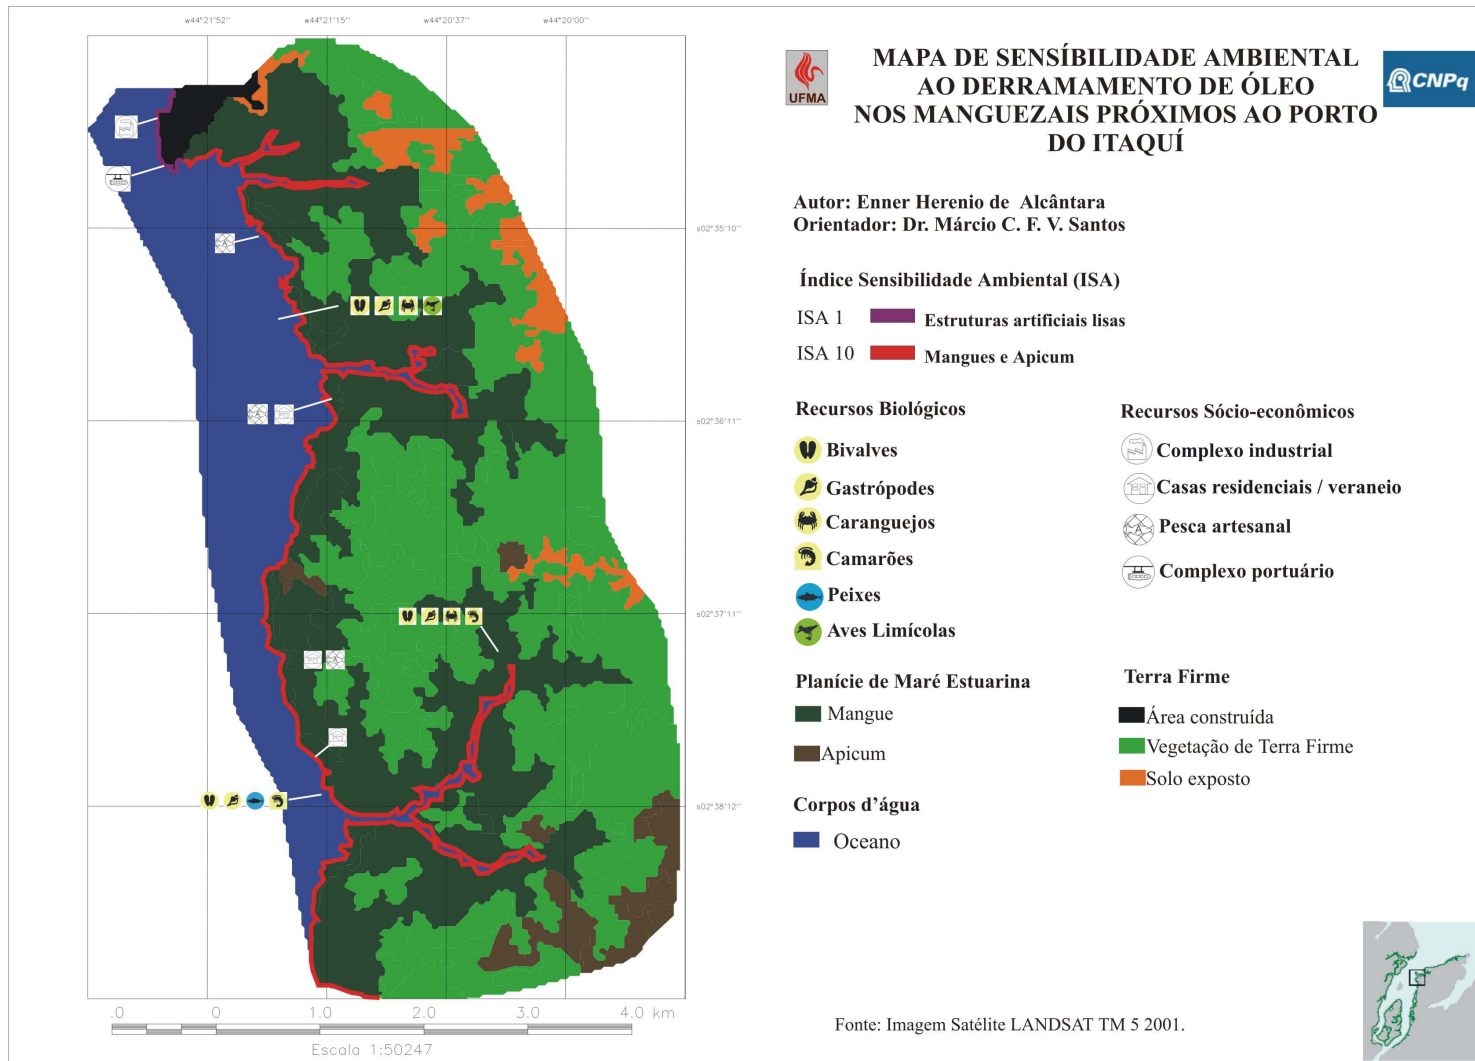 w44°21'52''
w44°21'15''
w44°20'37''
w44°20'00''
s02°35'10''
s02°36'11''
s02°37'11''
s02°38'12''
.0 0 1.0 2.0 3.0 4.0 km
Escala 1:50247
UFMA
MAPA DE SENSÍBILIDADE AMBIENTAL
AO DERRAMAMENTO DE ÓLEO
NOS MANGUEZAIS PRÓXIMOS AO PORTO
DO ITAQUÍ
CNPq
Autor: Enner Herenio de Alcântara
Orientador: Dr. Márcio C. F. V. Santos
Índice Sensibilidade Ambiental (ISA)
ISA 1 Estruturas artificiais lisas
ISA 10 Mangues e Apicum
Recursos Biológicos
Bivalves
Gastrópodes
Caranguejos
Camarões
Peixes
Aves Limícolas
Recursos Sócio-econômicos
Complexo industrial
Casas residenciais / veraneio
A Pesca artesanal
Complexo portuário
Planície de Maré Estuarina
Mangue
Apicum
Terra Firme
Área construída
Vegetação de Terra Firme
Solo exposto
Corpos d'água
Oceano
Fonte: Imagem Satélite LANDSAT TM 5 2001.